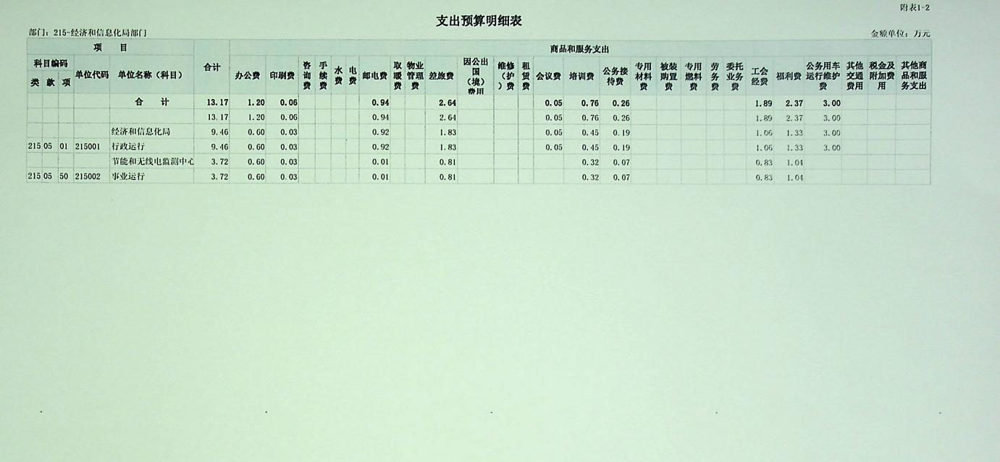 附表1-2
支出预算明细表
部门：215-经济和信息化局部门 金额单位：万元
项 目 合计 商品和服务支出
科目编码 单位代码 单位名称（科目） 办公费 印刷费 咨询费 手续费 水费 电费 邮电费 取暖费 物业管理费 差旅费 因公出国（境）费用 维修（护）费 租赁费 会议费 培训费 公务接待费 专用材料费 被装购置费 专用燃料费 劳务费 委托业务费 工会经费 福利费 公务用车运行维护费 其他交通费用 税金及附加费用 其他商品和服务支出
类 款 项
合 计 13.17 1.20 0.06 0.94 2.64 0.05 0.76 0.26 1.89 2.37 3.00
13.17 1.20 0.06 0.94 2.64 0.05 0.76 0.26 1.89 2.37 3.00
经济和信息化局 9.46 0.60 0.03 0.92 1.83 0.05 0.45 0.19 1.06 1.33 3.00
215 05 01 215001 行政运行 9.46 0.60 0.03 0.92 1.83 0.05 0.45 0.19 1.06 1.33 3.00
节能和无线电监测中心 3.72 0.60 0.03 0.01 0.81 0.32 0.07 0.83 1.04
215 05 50 215002 事业运行 3.72 0.60 0.03 0.01 0.81 0.32 0.07 0.83 1.04